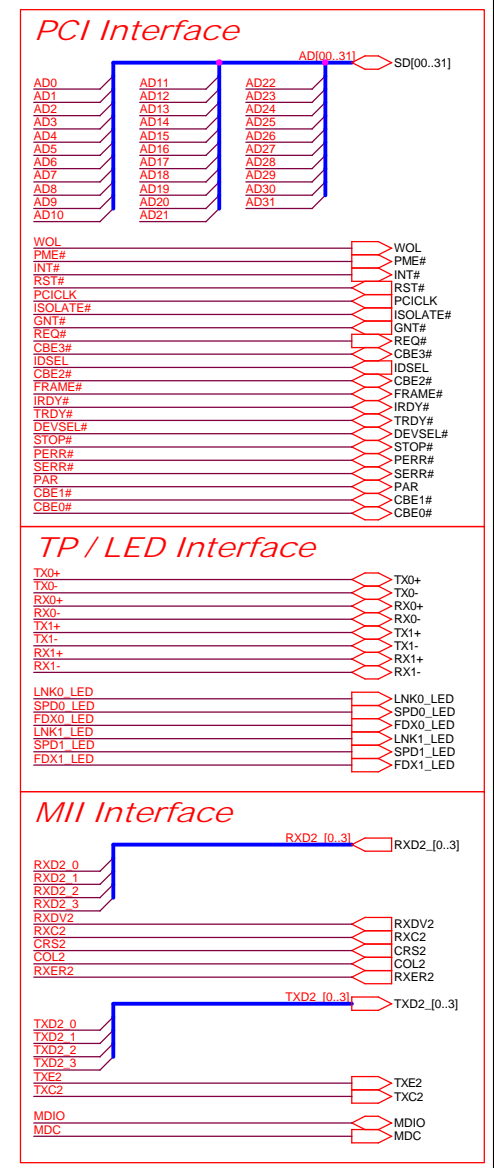 PCI Interface
AD[00..31] SD[00..31]
AD0 AD11 AD22
AD1 AD12 AD23
AD2 AD13 AD24
AD3 AD14 AD25
AD4 AD15 AD26
AD5 AD16 AD27
AD6 AD17 AD28
AD7 AD18 AD29
AD8 AD19 AD30
AD9 AD20 AD31
AD10 AD21
WOL WOL
PME# PME#
INT# INT#
RST# RST#
PCICLK PCICLK
ISOLATE# ISOLATE#
GNT# GNT#
REQ# REQ#
CBE3# CBE3#
IDSEL IDSEL
CBE2# CBE2#
FRAME# FRAME#
IRDY# IRDY#
TRDY# TRDY#
DEVSEL# DEVSEL#
STOP# STOP#
PERR# PERR#
SERR# SERR#
PAR PAR
CBE1# CBE1#
CBE0# CBE0#
TP / LED Interface
TX0+ TX0+
TX0- TX0-
RX0+ RX0+
RX0- RX0-
TX1+ TX1+
TX1- TX1-
RX1+ RX1+
RX1- RX1-
LNK0_LED LNK0_LED
SPD0_LED SPD0_LED
FDX0_LED FDX0_LED
LNK1_LED LNK1_LED
SPD1_LED SPD1_LED
FDX1_LED FDX1_LED
MII Interface
RXD2_[0..3] RXD2_[0..3]
RXD2_0
RXD2_1
RXD2_2
RXD2_3
RXDV2 RXDV2
RXC2 RXC2
CRS2 CRS2
COL2 COL2
RXER2 RXER2
TXD2_[0..3] TXD2_[0..3]
TXD2_0
TXD2_1
TXD2_2
TXD2_3
TXE2 TXE2
TXC2 TXC2
MDIO MDIO
MDC MDC